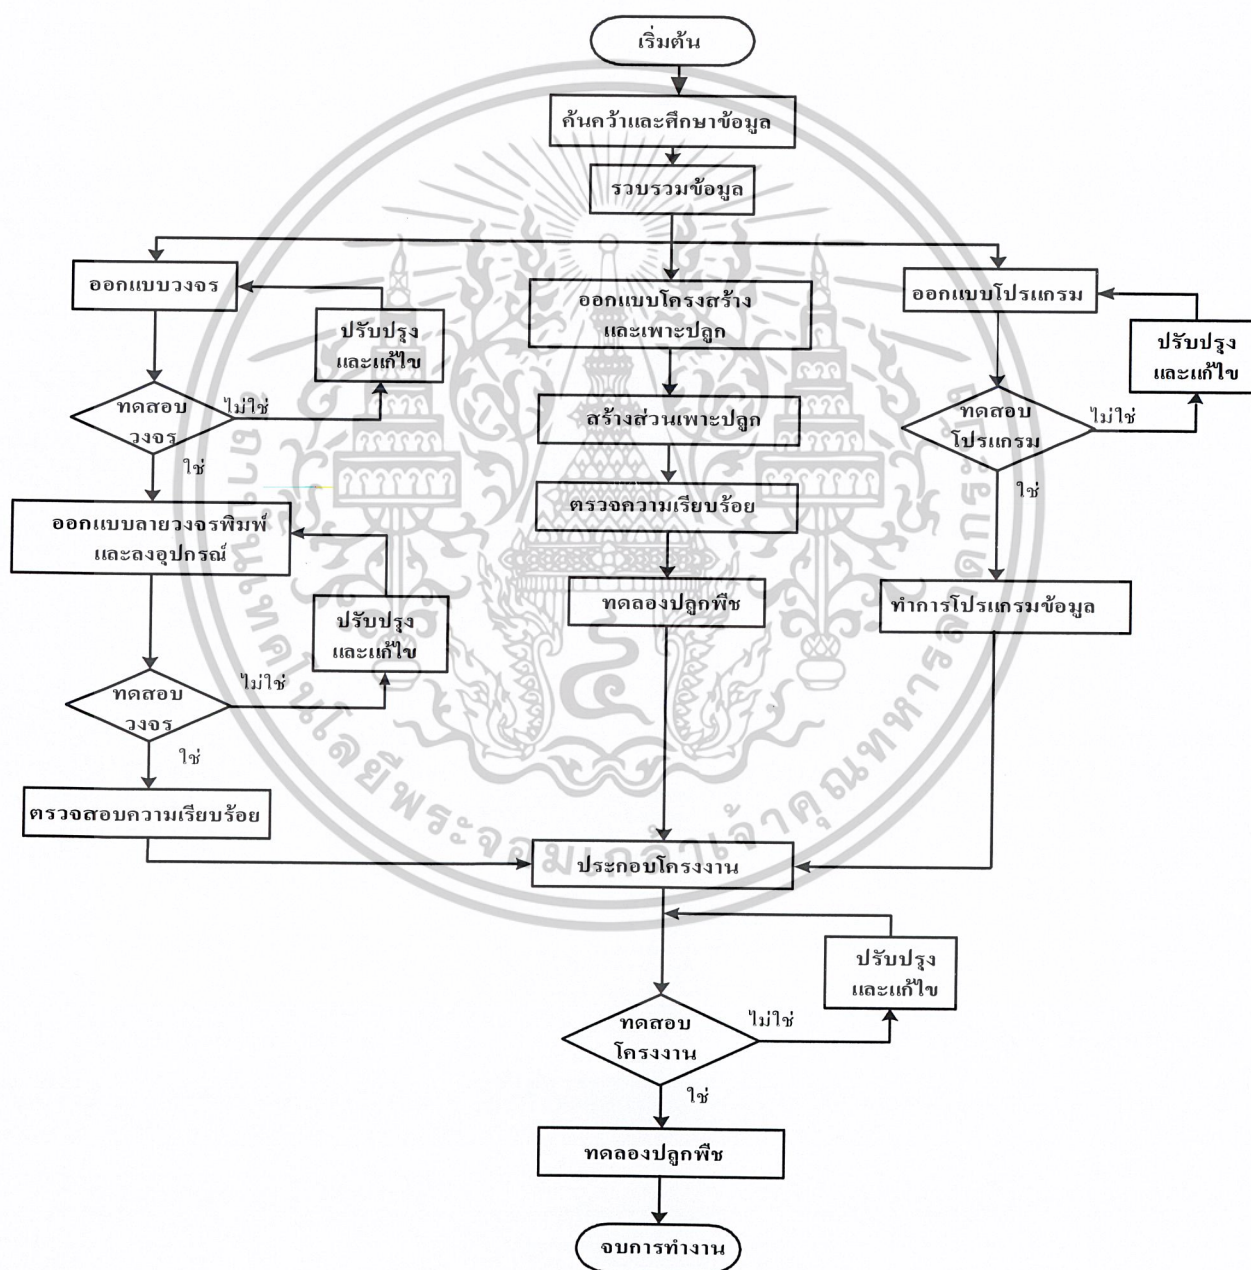 เริ่มต้น
ค้นคว้าและศึกษาข้อมูล
รวบรวมข้อมูล
ออกแบบวงจร
ปรับปรุง
และแก้ไข
ทดสอบ
วงจร
ไม่ใช่
ใช่
ออกแบบลายวงจรพิมพ์
และลงอุปกรณ์
ปรับปรุง
และแก้ไข
ทดสอบ
วงจร
ไม่ใช่
ใช่
ตรวจสอบความเรียบร้อย
ออกแบบโครงสร้าง
และเพาะปลูก
สร้างส่วนเพาะปลูก
ตรวจความเรียบร้อย
ทดลองปลูกพืช
ออกแบบโปรแกรม
ปรับปรุง
และแก้ไข
ทดสอบ
โปรแกรม
ไม่ใช่
ใช่
ทำการโปรแกรมข้อมูล
ประกอบโครงงาน
ปรับปรุง
และแก้ไข
ทดสอบ
โครงงาน
ไม่ใช่
ใช่
ทดลองปลูกพืช
จบการทำงาน